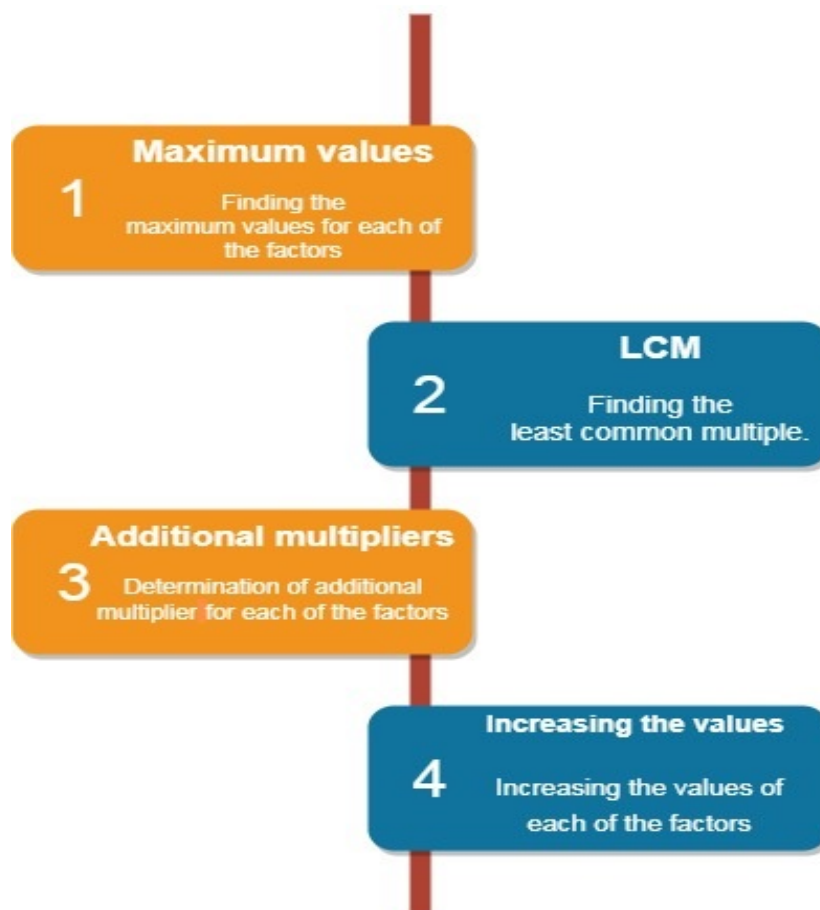 Maximum values
1
Finding the
maximum values for each of
the factors
LCM
2
Finding the
least common multiple.
Additional multipliers
3
Determination of additional
multiplier for each of the factors
Increasing the values
4
Increasing the values of
each of the factors